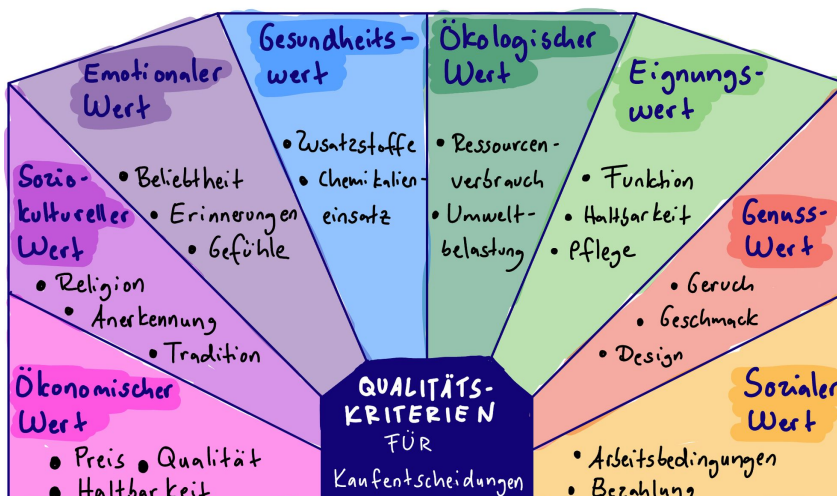 Ökonomischer
Wert
• Preis • Qualität
• Haltbarkeit
Sozio-
kultureller
Wert
• Religion
• Anerkennung
• Tradition
Emotionaler
Wert
• Beliebtheit
• Erinnerungen
• Gefühle
Gesundheits-
wert
• Zusatzstoffe
• Chemikalien-
einsatz
Ökologischer
Wert
• Ressourcen-
verbrauch
• Umwelt-
belastung
Eignungs-
wert
• Funktion
• Haltbarkeit
• Pflege
Genuss-
Wert
• Geruch
• Geschmack
• Design
Sozialer
Wert
• Arbeitsbedingungen
• Bezahlung
QUALITÄTS-
KRITERIEN
FÜR
Kaufentscheidungen